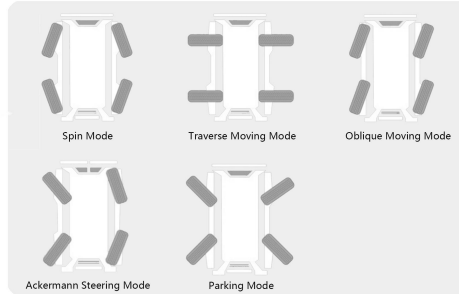 Spin Mode
Traverse Moving Mode
Oblique Moving Mode
Ackermann Steering Mode
Parking Mode